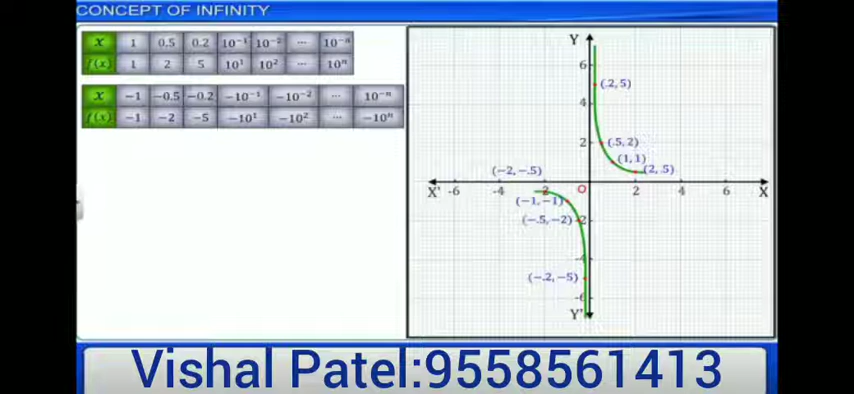 CONCEPT OF INFINITY
x 1 0.5 0.2 10⁻¹ 10⁻² ... 10⁻ⁿ
f(x) 1 2 5 10¹ 10² ... 10ⁿ
x −1 −0.5 −0.2 −10⁻¹ −10⁻² ... 10⁻ⁿ
f(x) −1 −2 −5 −10¹ −10² ... −10ⁿ
Y
6
(.2, 5)
4
2
(.5, 2)
(1, 1)
(2, .5)
(−2, −.5)
X' -6 -4 -2 O 2 4 6 X
(−1, −1)
(−.5, −2) -2
-4
(−.2, −5)
-6
Y'
Vishal Patel:9558561413